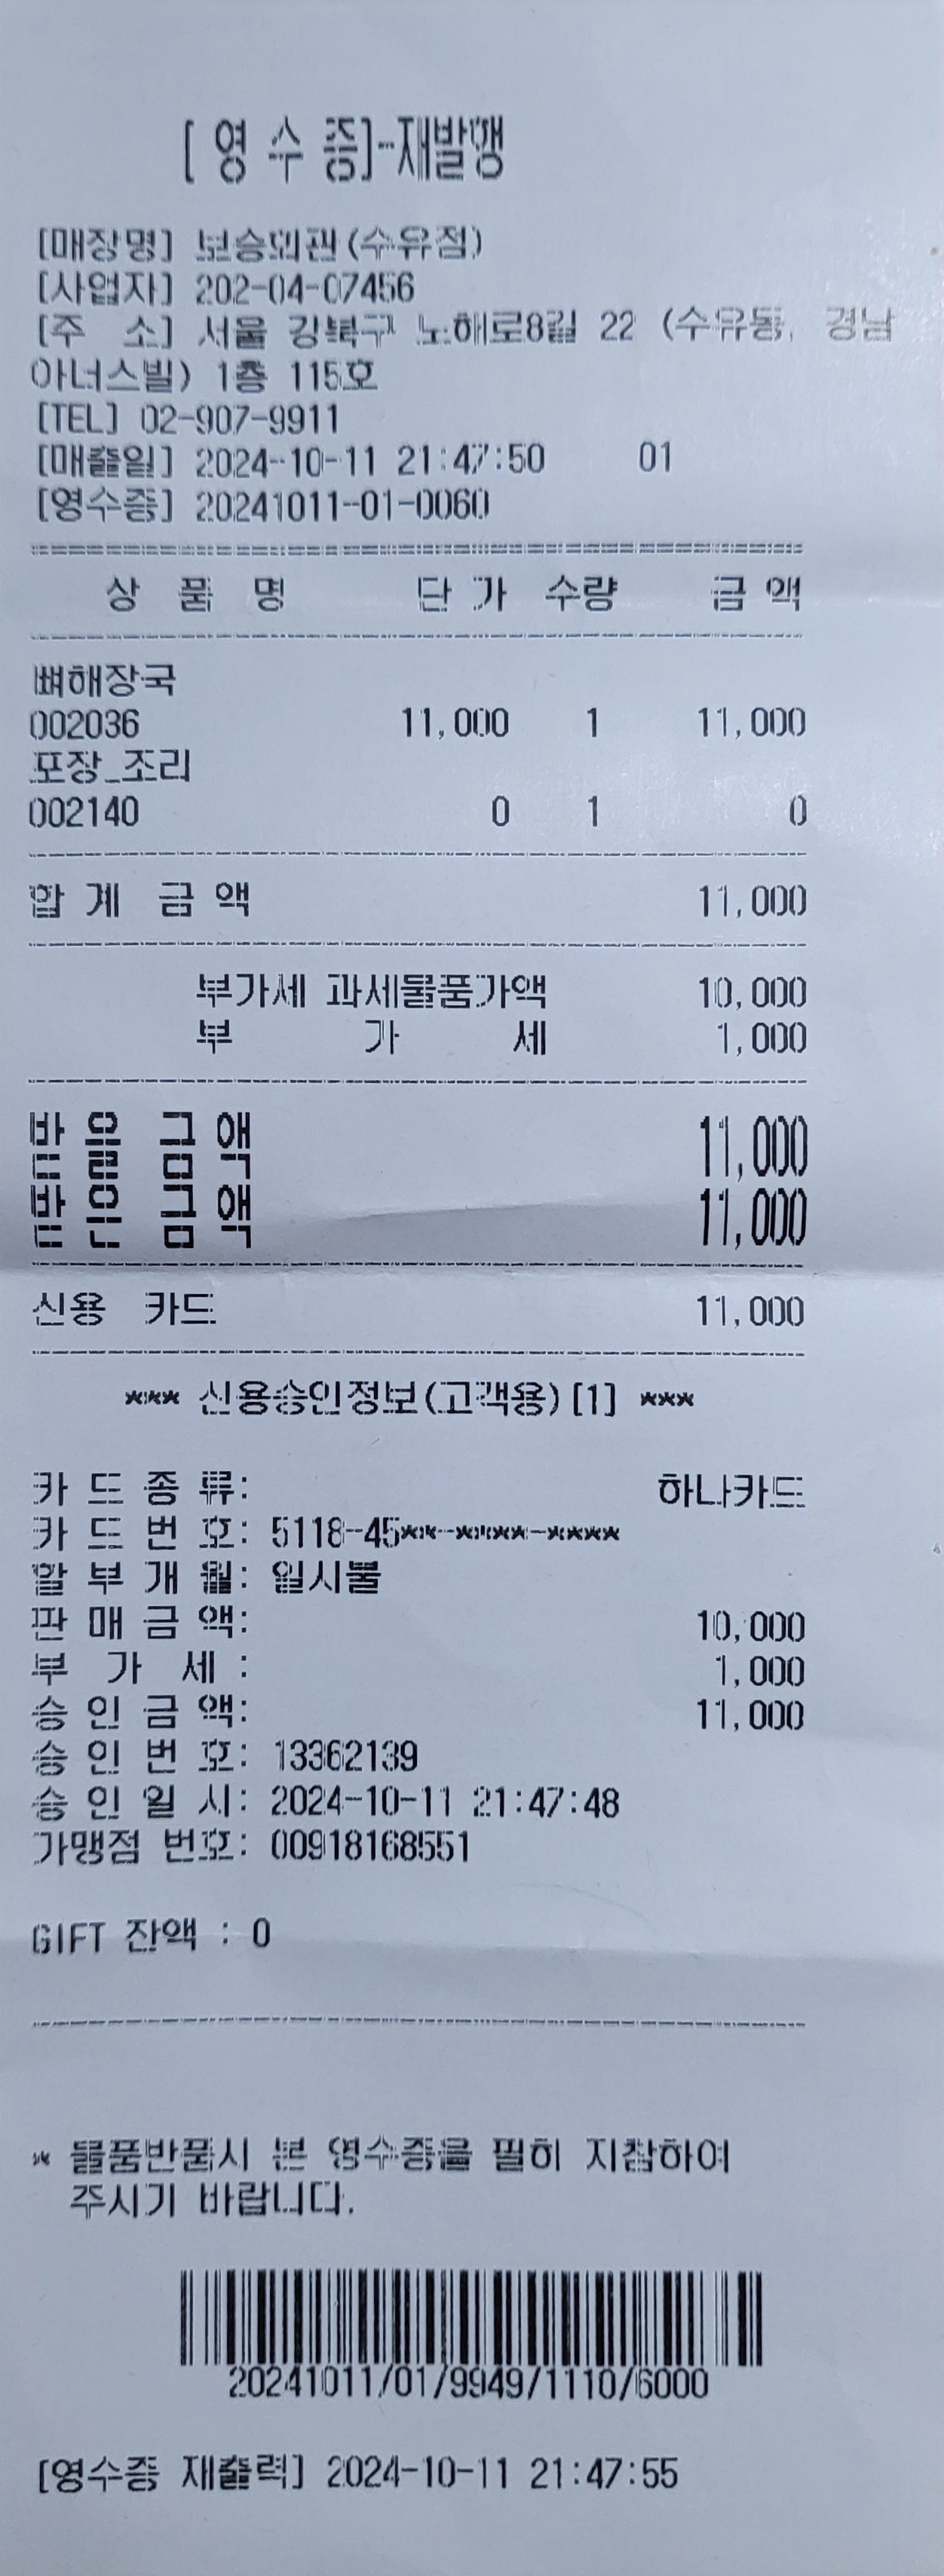 [ 영 수 증]-재발행
[매장명] 보승회관(수유점)
[사업자] 202-04-07456
[주 소] 서울 강북구 노해로8길 22 (수유동, 경남
아너스빌) 1층 115호
[TEL] 02-907-9911
[매출일] 2024-10-11 21:47:50 01
[영수증] 20241011-01-0060
상 품 명 단 가 수량 금 액
뼈해장국
002036 11,000 1 11,000
포장_조리
002140 0 1 0
합 계 금 액 11,000
부가세 과세물품가액 10,000
부 가 세 1,000
받 을 금 액 11,000
받 은 금 액 11,000
신용 카드 11,000
*** 신용승인정보(고객용)[1] ***
카 드 종 류: 하나카드
카 드 번 호: 5118-45**-****-****
할 부 개 월: 일시불
판 매 금 액: 10,000
부 가 세 : 1,000
승 인 금 액: 11,000
승 인 번 호: 13362139
승 인 일 시: 2024-10-11 21:47:48
가맹점 번호: 00918168551
GIFT 잔액 : 0
* 물품반품시 본 영수증을 필히 지참하여
주시기 바랍니다.
20241011/01/9949/1110/6000
[영수증 재출력] 2024-10-11 21:47:55